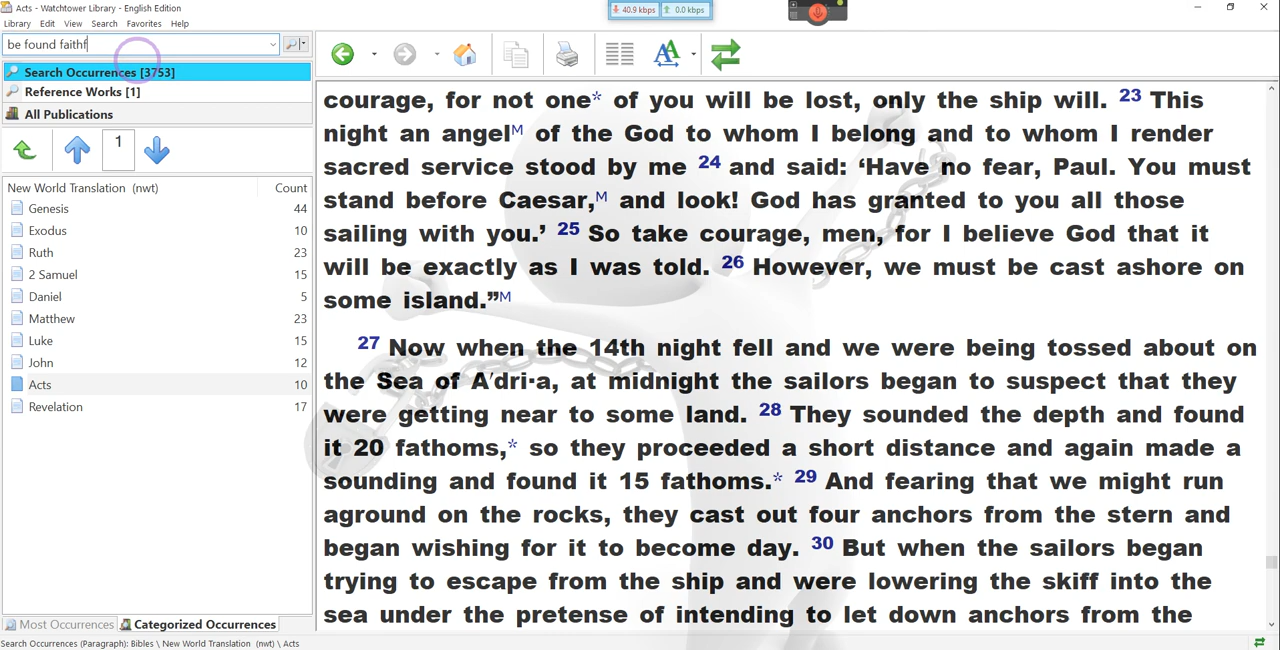 Acts - Watchtower Library - English Edition
40.9 kbps 0.0 kbps
Library Edit View Search Favorites Help
be found faithf
Search Occurrences [3753]
Reference Works [1]
All Publications
1
New World Translation (nwt) Count
Genesis 44
Exodus 10
Ruth 23
2 Samuel 15
Daniel 5
Matthew 23
Luke 15
John 12
Acts 10
Revelation 17
Most Occurrences Categorized Occurrences
Search Occurrences (Paragraph): Bibles \ New World Translation (nwt) \ Acts
courage, for not one* of you will be lost, only the ship will. 23 This
night an angelM of the God to whom I belong and to whom I render
sacred service stood by me 24 and said: ‘Have no fear, Paul. You must
stand before Caesar,M and look! God has granted to you all those
sailing with you.’ 25 So take courage, men, for I believe God that it
will be exactly as I was told. 26 However, we must be cast ashore on
some island.”M
27 Now when the 14th night fell and we were being tossed about on
the Sea of Aʹdri·a, at midnight the sailors began to suspect that they
were getting near to some land. 28 They sounded the depth and found
it 20 fathoms,* so they proceeded a short distance and again made a
sounding and found it 15 fathoms.* 29 And fearing that we might run
aground on the rocks, they cast out four anchors from the stern and
began wishing for it to become day. 30 But when the sailors began
trying to escape from the ship and were lowering the skiff into the
sea under the pretense of intending to let down anchors from the